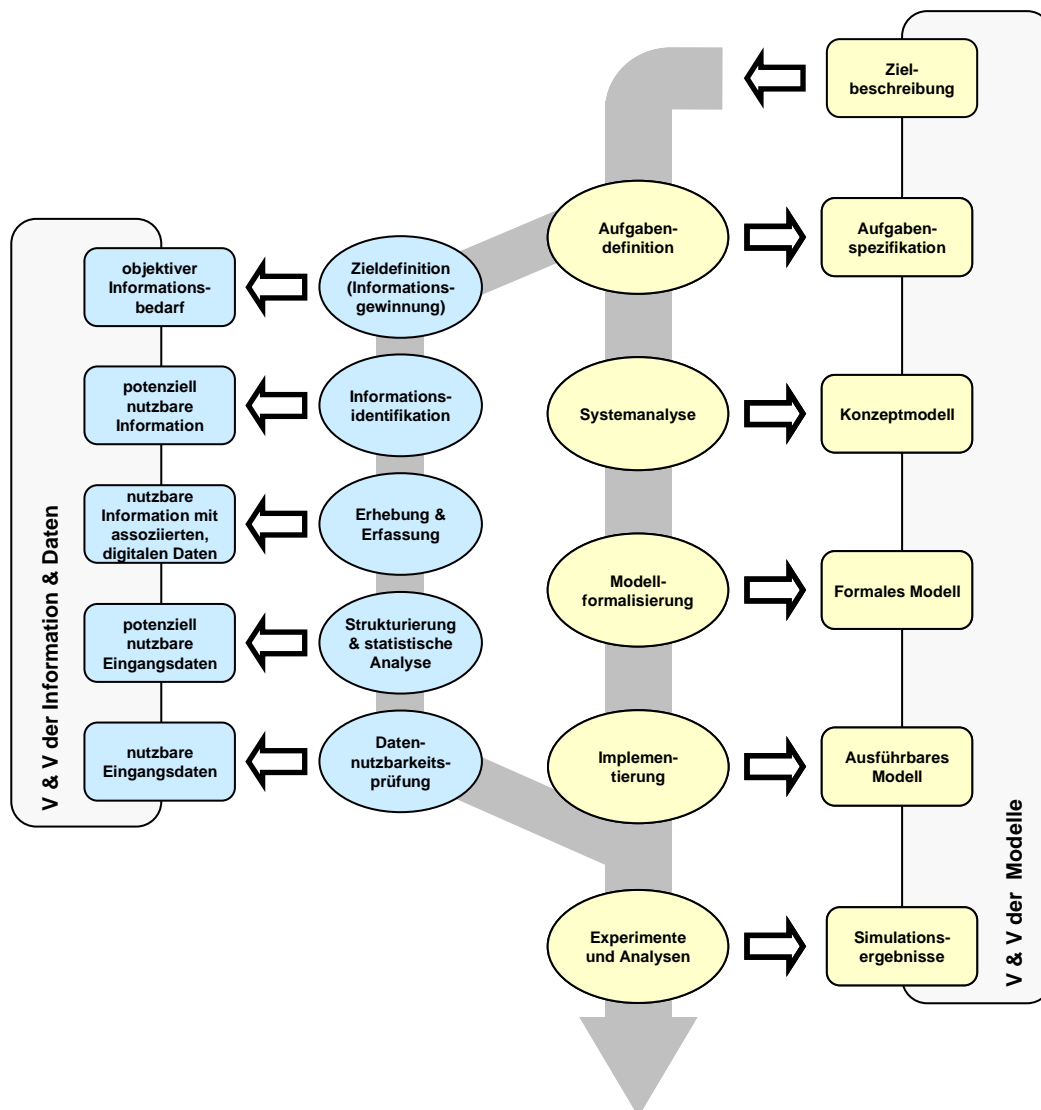 Ziel-
beschreibung
Aufgaben-
definition
Aufgaben-
spezifikation
objektiver
Informations-
bedarf
Zieldefinition
(Informations-
gewinnung)
potenziell
nutzbare
Information
Informations-
identifikation
Systemanalyse
Konzeptmodell
nutzbare
Information mit
assoziierten,
digitalen Daten
Erhebung &
Erfassung
Modell-
formalisierung
Formales Modell
potenziell
nutzbare
Eingangsdaten
Strukturierung
& statistische
Analyse
nutzbare
Eingangsdaten
Daten-
nutzbarkeits-
prüfung
Implemen-
tierung
Ausführbares
Modell
Experimente
und Analysen
Simulations-
ergebnisse
V & V der Information & Daten
V & V der Modelle